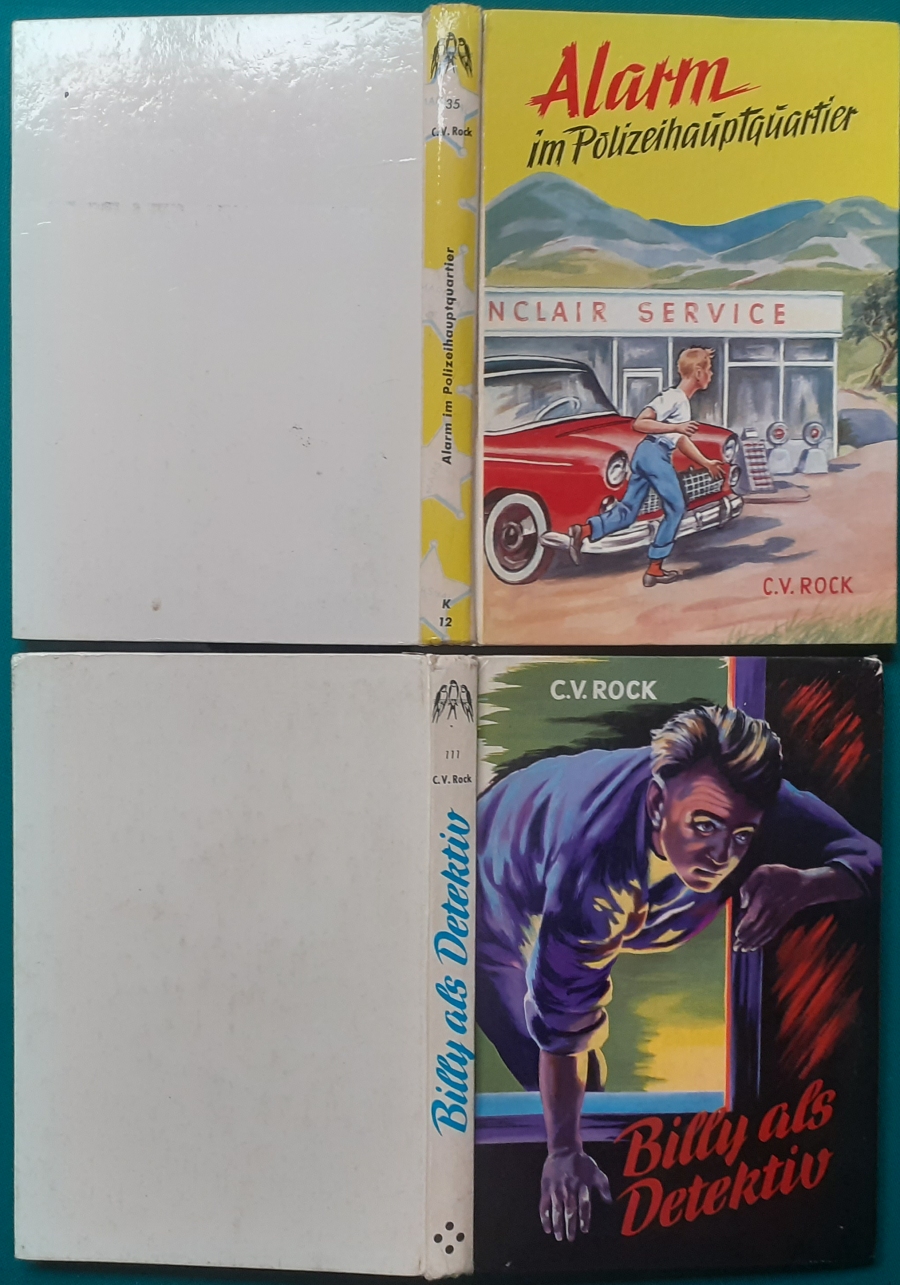 35
C.V. Rock
Alarm im Polizeihauptquartier
K
12
Alarm
im Polizeihauptquartier
NCLAIR SERVICE
C.V. ROCK
111
C.V. Rock
Billy als Detektiv
C.V. ROCK
Billy als
Detektiv